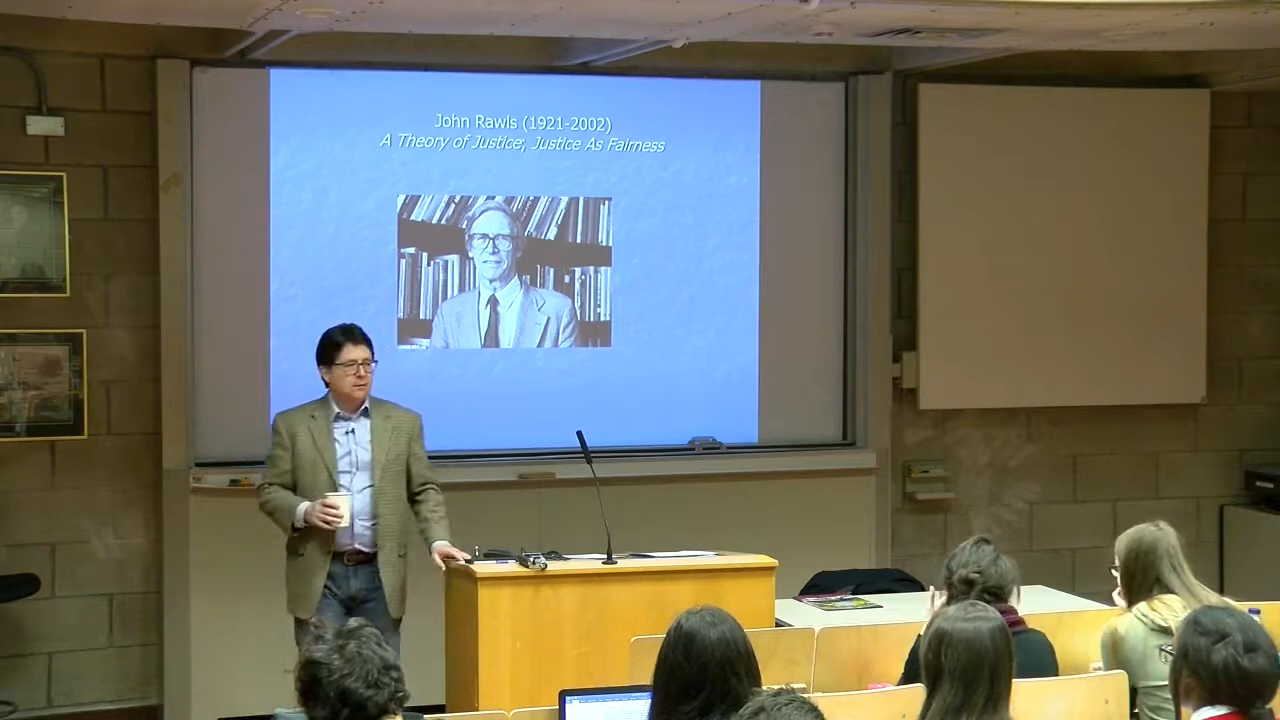 John Rawls (1921-2002)
A Theory of Justice; Justice As Fairness